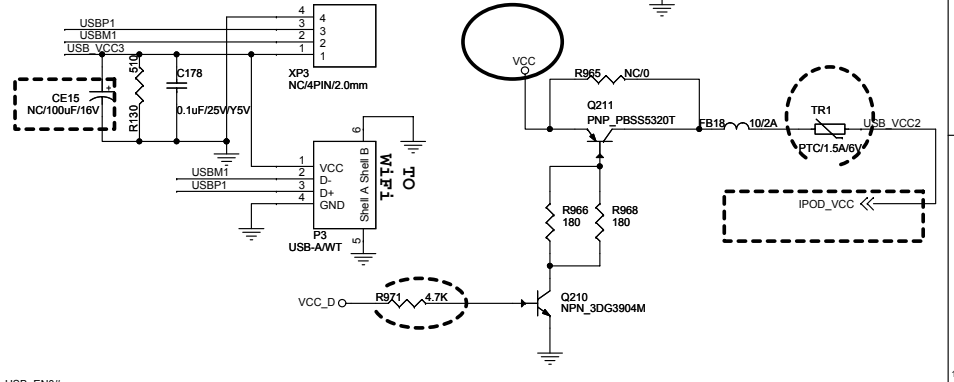 4
4
USBP1
3
3
USBM1
2
2
USB_VCC3
1
1
XP3
NC/4PIN/2.0mm
510
R130
C178
0.1uF/25V/Y5V
CE15
+
NC/100uF/16V
VCC
R965
NC/0
Q211
PNP_PBSS5320T
FB18
10/2A
TR1
PTC/1.5A/6V
USB_VCC2
IPOD_VCC
6
Shell A Shell B
5
TO
WiFi
1
VCC
USBM1
2
D-
USBP1
3
D+
4
GND
P3
USB-A/WT
R966
180
R968
180
VCC_D
R971
4.7K
Q210
NPN_3DG3904M